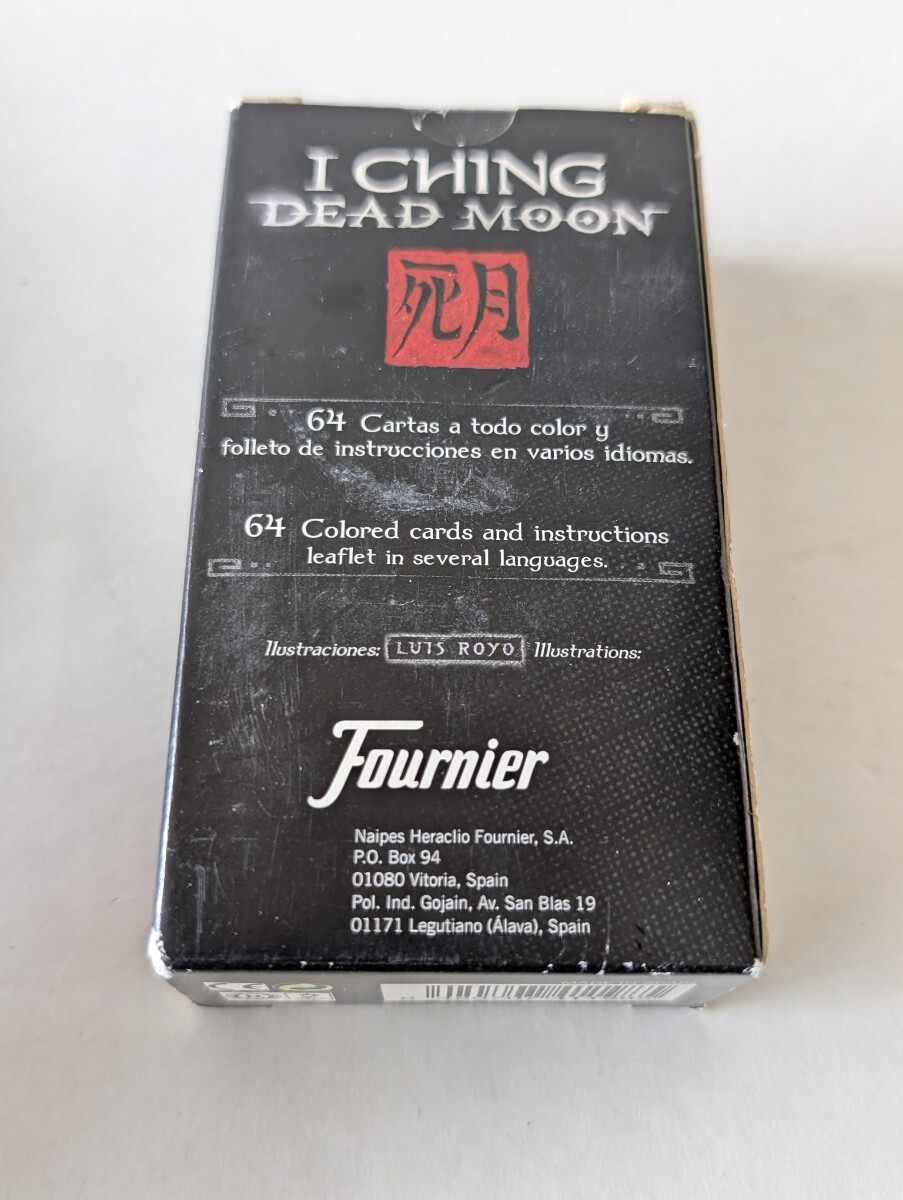 I CHING
DEAD MOON
死月
64 Cartas a todo color y
folleto de instrucciones en varios idiomas.
64 Colored cards and instructions
leaflet in several languages.
Ilustraciones: LUIS ROYO Illustrations:
Fournier
Naipes Heraclio Fournier, S.A.
P.O. Box 94
01080 Vitoria, Spain
Pol. Ind. Gojain, Av. San Blas 19
01171 Legutiano (Álava), Spain
CE